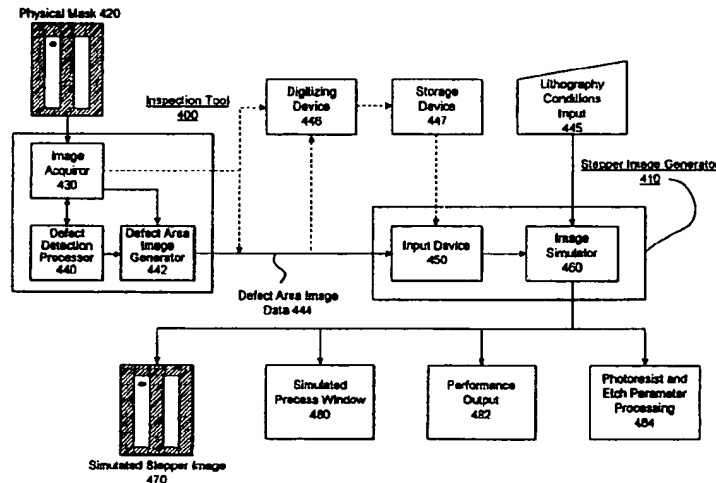 Physical Mask 420
Inspection Tool
400
Digitizing
Device
446
Storage
Device
447
Lithography
Conditions
Input
445
Stepper Image Generator
410
Image
Acquiror
430
Defect
Detection
Processor
440
Defect Area
Image
Generator
442
Defect Area Image
Data 444
Input Device
450
Image
Simulator
460
Simulated Stepper Image
470
Simulated
Process Window
480
Performance
Output
482
Photoresist and
Etch Parameter
Processing
484